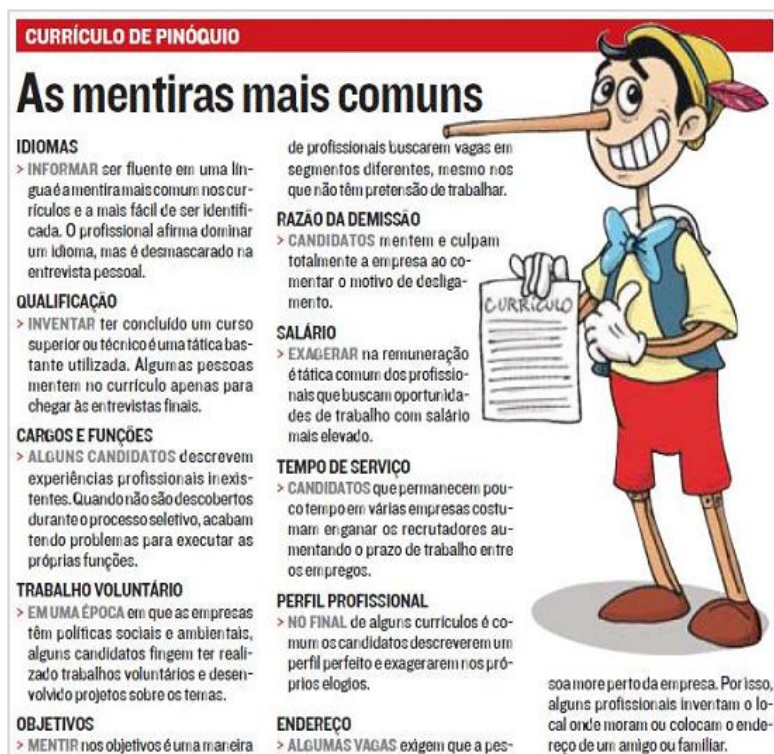 CURRÍCULO DE PINÓQUIO
As mentiras mais comuns
IDIOMAS
> INFORMAR ser fluente em uma lín-
gua é a mentira mais comum nos cur-
rículos e a mais fácil de ser identifi-
cada. O profissional afirma dominar
um idioma, mas é desmascarado na
entrevista pessoal.
QUALIFICAÇÃO
> INVENTAR ter concluído um curso
superior ou técnico é uma tática bas-
tante utilizada. Algumas pessoas
mentem no currículo apenas para
chegar às entrevistas finais.
CARGOS E FUNÇÕES
> ALGUNS CANDIDATOS descrevem
experiências profissionais inexis-
tentes. Quando não são descobertos
durante o processo seletivo, acabam
tendo problemas para executar as
próprias funções.
TRABALHO VOLUNTÁRIO
> EM UMA ÉPOCA em que as empresas
têm políticas sociais e ambientais,
alguns candidatos fingem ter reali-
zado trabalhos voluntários e desen-
volvido projetos sobre os temas.
OBJETIVOS
> MENTIR nos objetivos é uma maneira
de profissionais buscarem vagas em
segmentos diferentes, mesmo nos
que não têm pretensão de trabalhar.
RAZÃO DA DEMISSÃO
> CANDIDATOS mentem e culpam
totalmente a empresa ao co-
mentar o motivo de desliga-
mento.
SALÁRIO
> EXAGERAR na remuneração
é tática comum dos profissio-
nais que buscam oportunida-
des de trabalho com salário
mais elevado.
TEMPO DE SERVIÇO
> CANDIDATOS que permanecem pou-
co tempo em várias empresas costu-
mam enganar os recrutadores au-
mentando o prazo de trabalho entre
os empregos.
PERFIL PROFISSIONAL
> NO FINAL de alguns currículos é co-
mum os candidatos descreverem um
perfil perfeito e exagerarem nos pró-
prios elogios.
ENDEREÇO
> ALGUMAS VAGAS exigem que a pes-
soa more perto da empresa. Por isso,
alguns profissionais inventam o lo-
cal onde moram ou colocam o ende-
reço de um amigo ou familiar.
CURRÍCULO